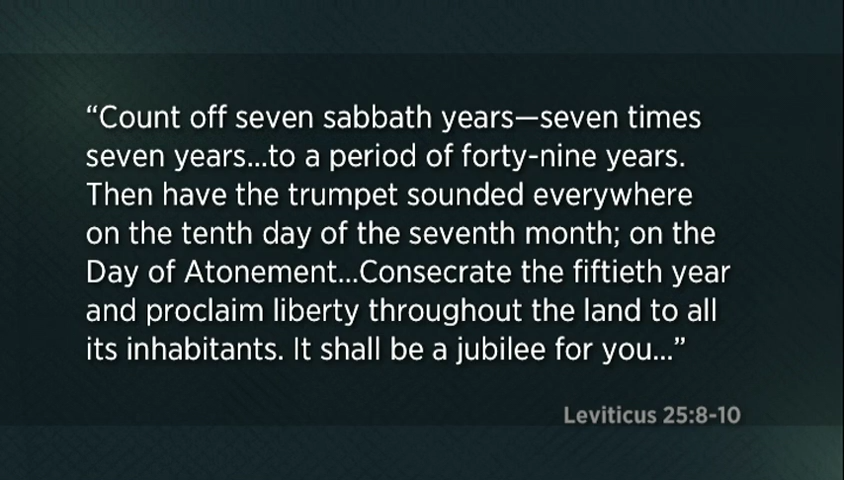 “Count off seven sabbath years—seven times
seven years...to a period of forty-nine years.
Then have the trumpet sounded everywhere
on the tenth day of the seventh month; on the
Day of Atonement...Consecrate the fiftieth year
and proclaim liberty throughout the land to all
its inhabitants. It shall be a jubilee for you...”
Leviticus 25:8-10